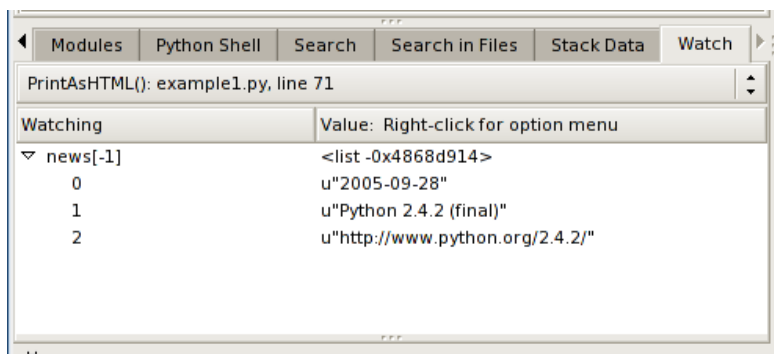 Modules Python Shell Search Search in Files Stack Data Watch
PrintAsHTML(): example1.py, line 71
Watching Value: Right-click for option menu
news[-1] <list -0x4868d914>
0 u"2005-09-28"
1 u"Python 2.4.2 (final)"
2 u"http://www.python.org/2.4.2/"